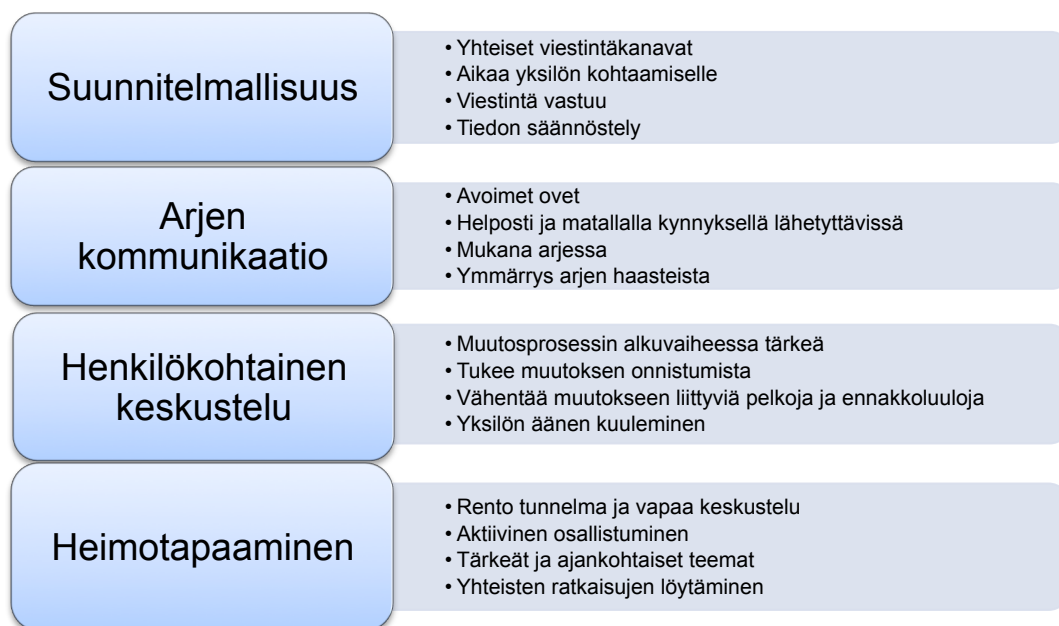 Suunnitelmallisuus
• Yhteiset viestintäkanavat
• Aikaa yksilön kohtaamiselle
• Viestintä vastuu
• Tiedon säännöstely
Arjen
kommunikaatio
• Avoimet ovet
• Helposti ja matallalla kynnyksellä lähetyttävissä
• Mukana arjessa
• Ymmärrys arjen haasteista
Henkilökohtainen
keskustelu
• Muutosprosessin alkuvaiheessa tärkeä
• Tukee muutoksen onnistumista
• Vähentää muutokseen liittyviä pelkoja ja ennakkoluuloja
• Yksilön äänen kuuleminen
Heimotapaaminen
• Rento tunnelma ja vapaa keskustelu
• Aktiivinen osallistuminen
• Tärkeät ja ajankohtaiset teemat
• Yhteisten ratkaisujen löytäminen